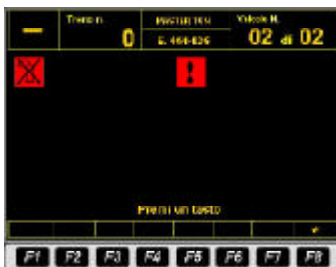 Treno n.
0
Veicolo N.
02 di 02
Premi un tasto
F1 F2 F3 F4 F5 F6 F7 F8